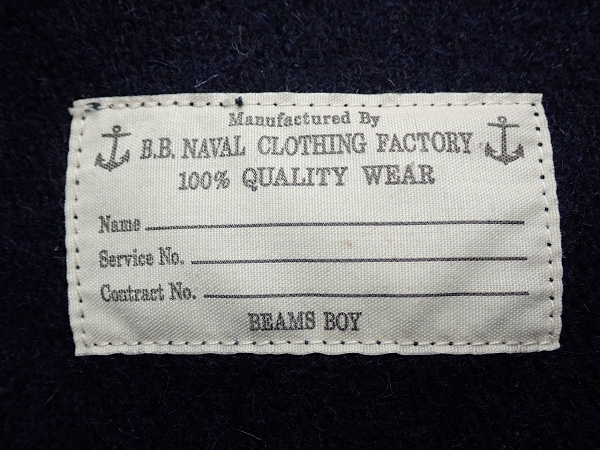 Manufactured By
B.B. NAVAL CLOTHING FACTORY
100% QUALITY WEAR
Name
Service No.
Contract No.
BEAMS BOY